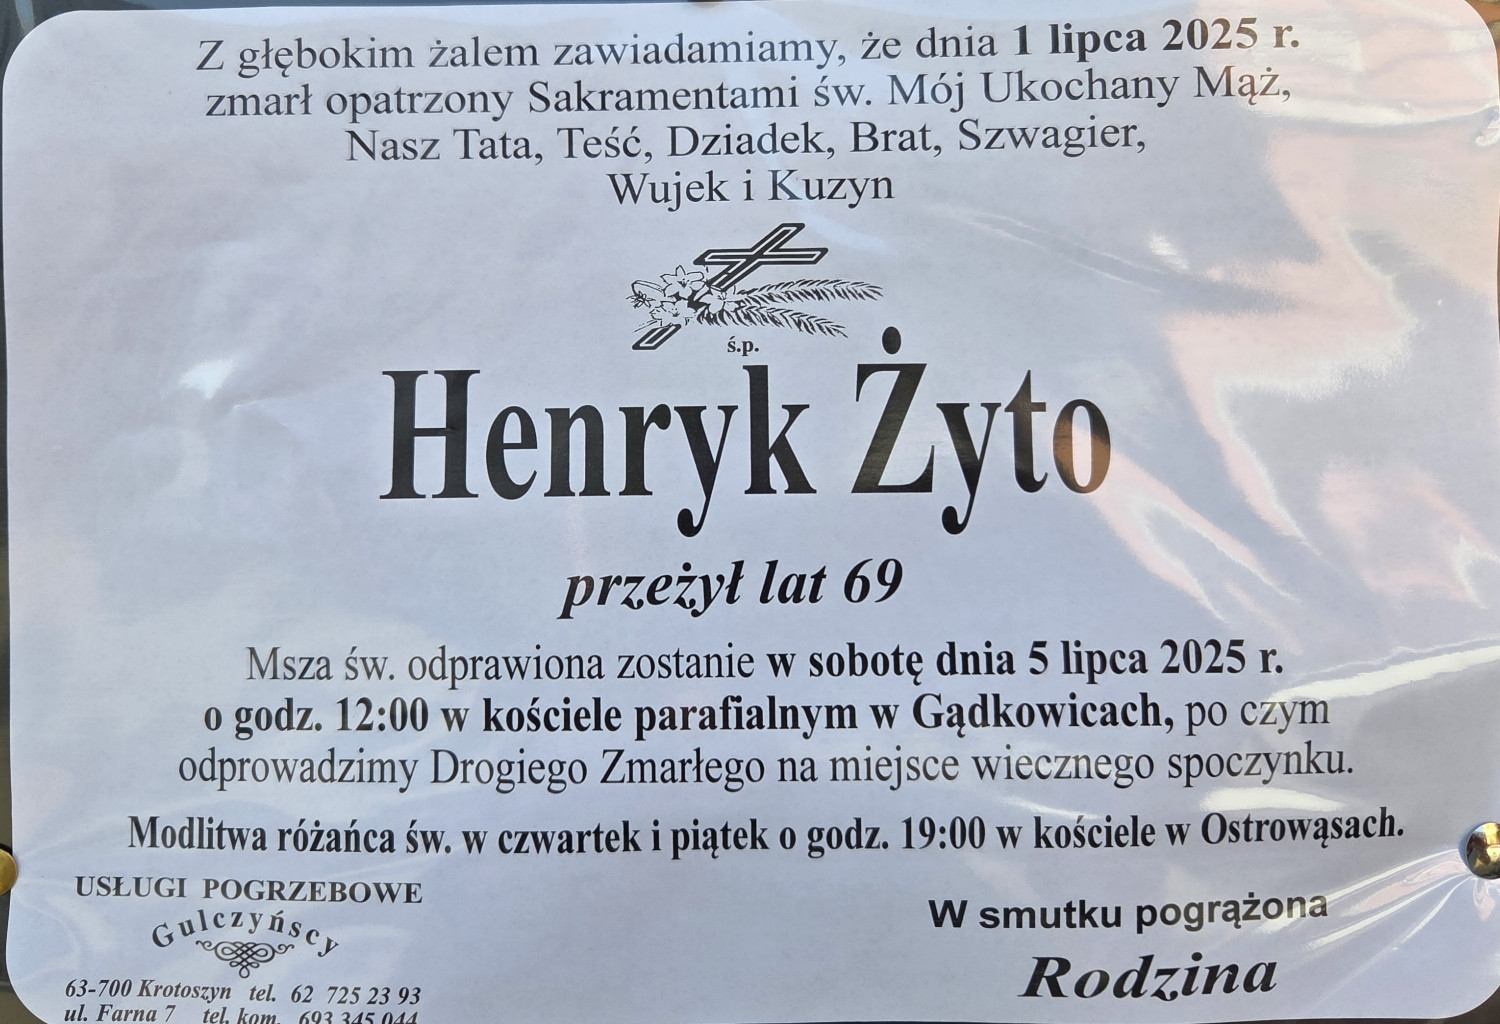 Z głębokim żalem zawiadamiamy, że dnia 1 lipca 2025 r.
zmarł opatrzony Sakramentami św. Mój Ukochany Mąż,
Nasz Tata, Teść, Dziadek, Brat, Szwagier,
Wujek i Kuzyn
ś.p.
Henryk Żyto
przeżył lat 69
Msza św. odprawiona zostanie w sobotę dnia 5 lipca 2025 r.
o godz. 12:00 w kościele parafialnym w Gądkowicach, po czym
odprowadzimy Drogiego Zmarłego na miejsce wiecznego spoczynku.
Modlitwa różańca św. w czwartek i piątek o godz. 19:00 w kościele w Ostrowąsach.
USŁUGI POGRZEBOWE
Gulczyńscy
63-700 Krotoszyn tel. 62 725 23 93
ul. Farna 7 tel. kom. 693 345 044
W smutku pogrążona
Rodzina